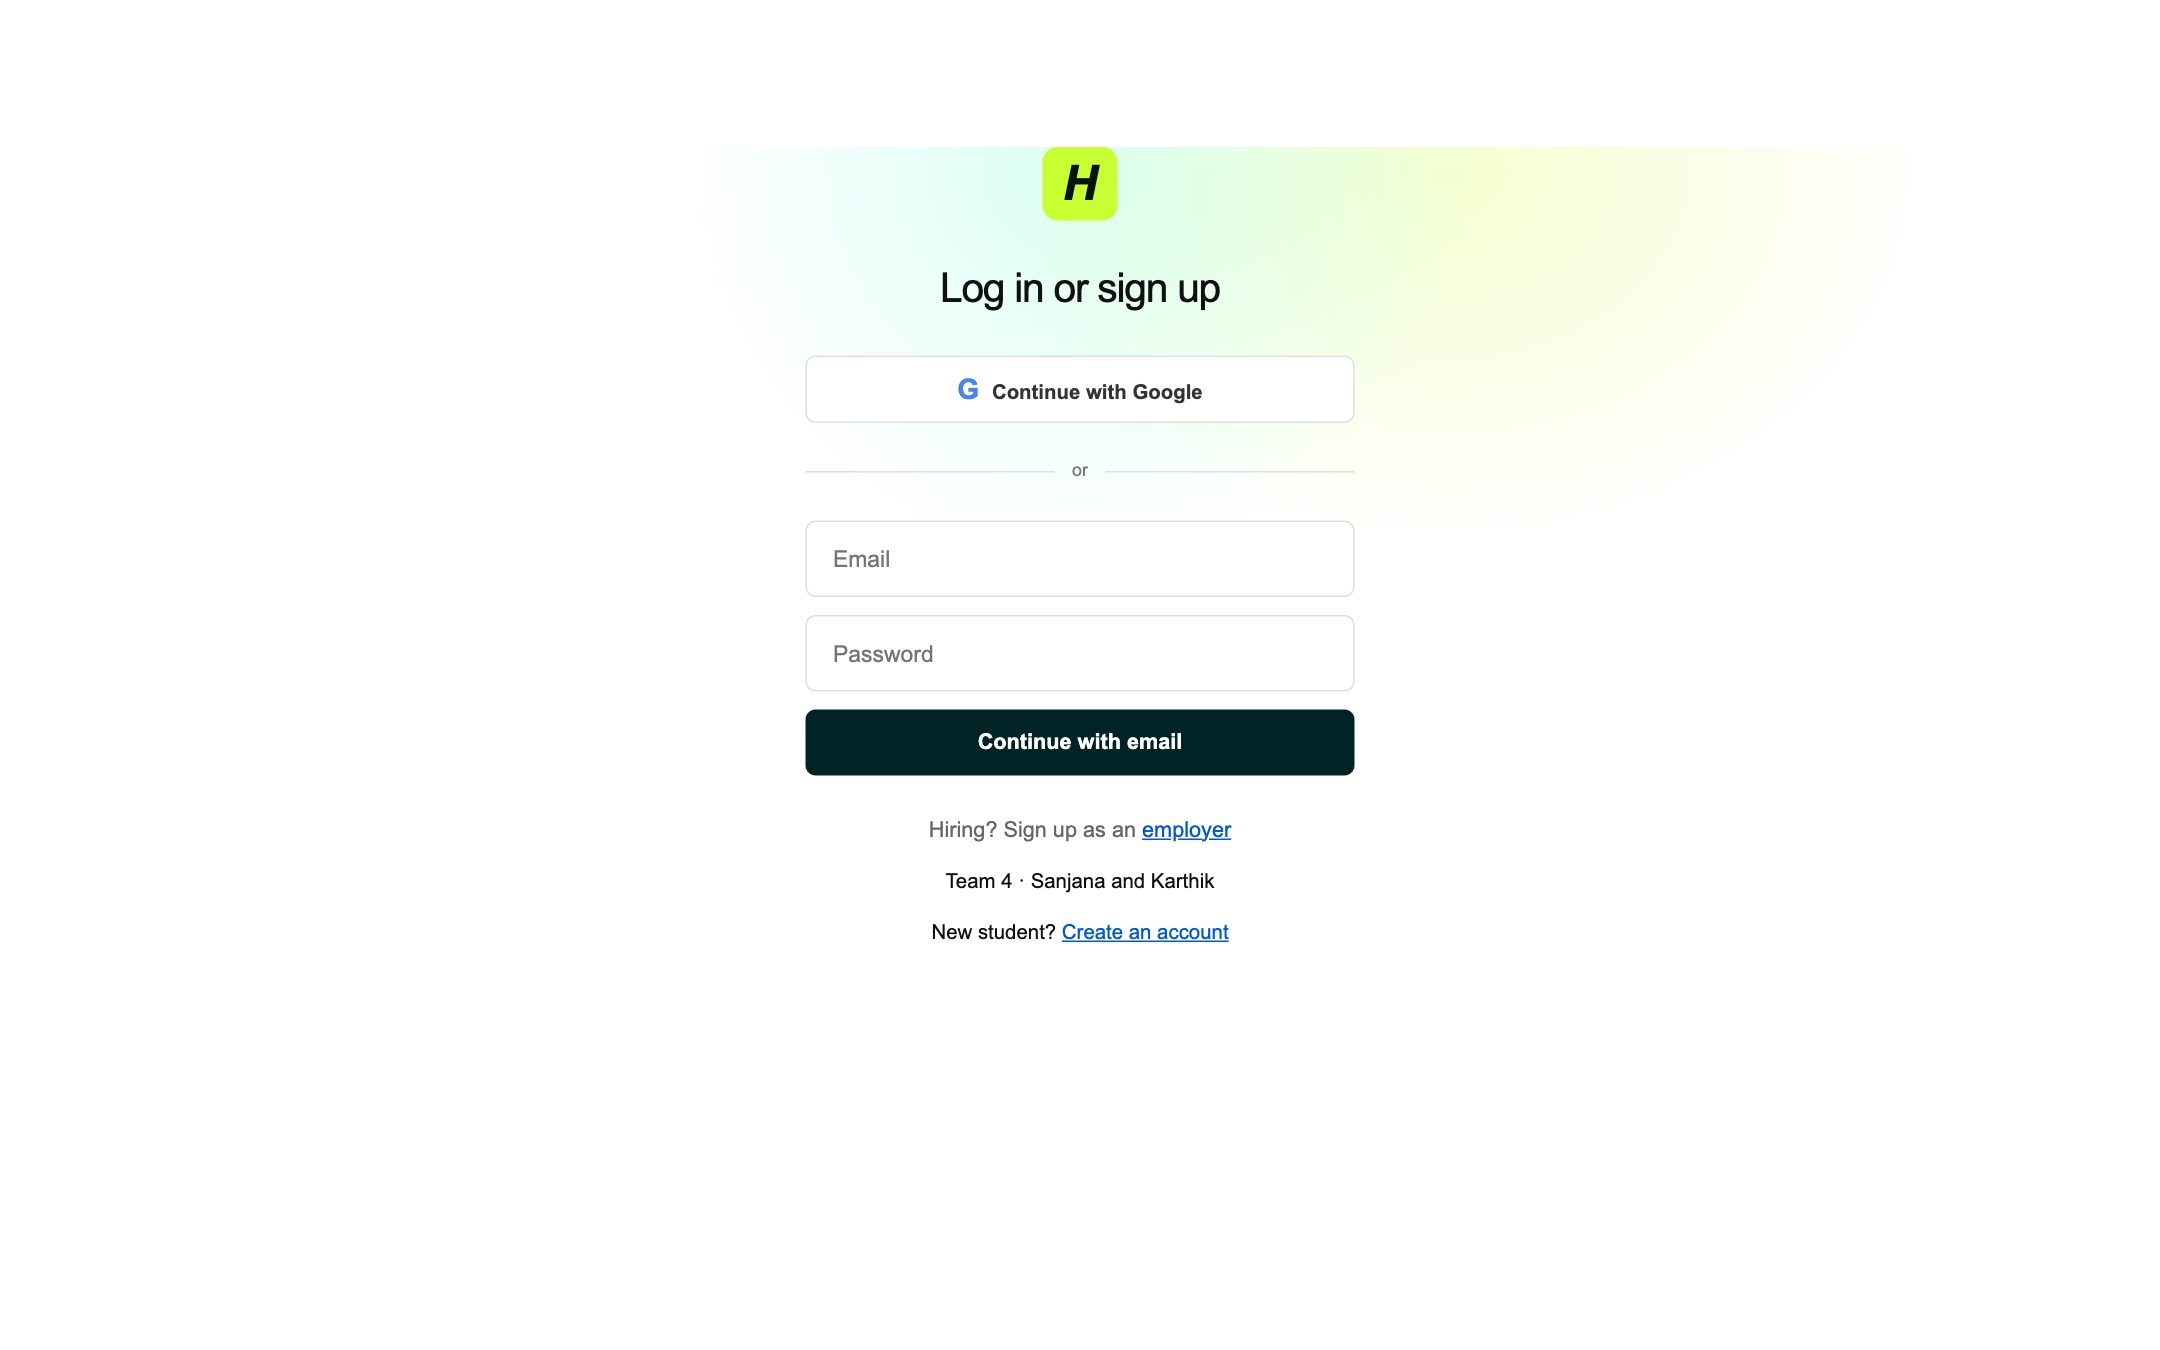 H
Log in or sign up
G Continue with Google
or
Email
Password
Continue with email
Hiring? Sign up as an employer
Team 4 · Sanjana and Karthik
New student? Create an account